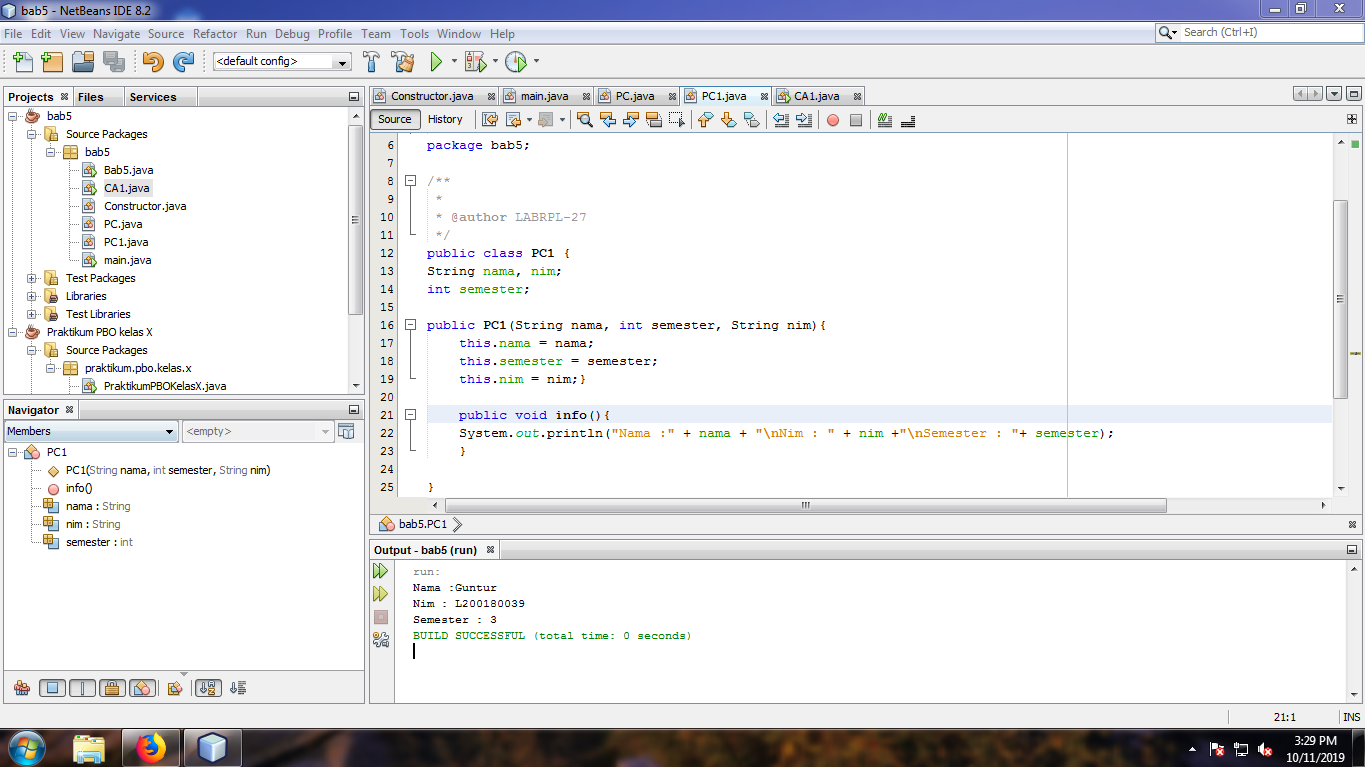 bab5 - NetBeans IDE 8.2
File Edit View Navigate Source Refactor Run Debug Profile Team Tools Window Help
Search (Ctrl+I)
<default config>
Projects Files Services
bab5
Source Packages
bab5
Bab5.java
CA1.java
Constructor.java
PC.java
PC1.java
main.java
Test Packages
Libraries
Test Libraries
Praktikum PBO kelas X
Source Packages
praktikum.pbo.kelas.x
PraktikumPBOKelasX.java
Navigator
Members <empty>
PC1
PC1(String nama, int semester, String nim)
info()
nama : String
nim : String
semester : int
Constructor.java main.java PC.java PC1.java CA1.java
Source History
6 package bab5;
7
8 /**
9 *
10 * @author LABRPL-27
11 */
12 public class PC1 {
13 String nama, nim;
14 int semester;
15
16 public PC1(String nama, int semester, String nim){
17 this.nama = nama;
18 this.semester = semester;
19 this.nim = nim;}
20
21 public void info(){
22 System.out.println("Nama :" + nama + "\nNim : " + nim +"\nSemester : "+ semester);
23 }
24
25 }
bab5.PC1
Output - bab5 (run)
run:
Nama :Guntur
Nim : L200180039
Semester : 3
BUILD SUCCESSFUL (total time: 0 seconds)
21:1 INS
3:29 PM
10/11/2019